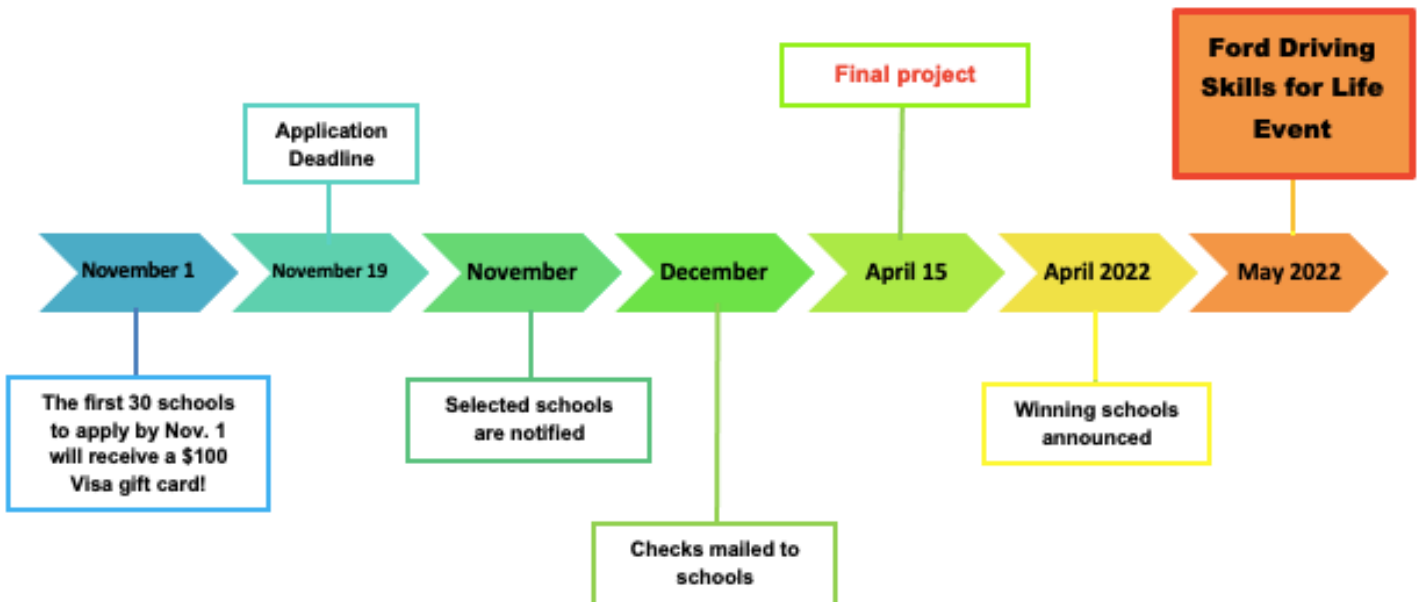 Ford Driving
Skills for Life
Event
Final project
Application
Deadline
November 1
November 19
November
December
April 15
April 2022
May 2022
The first 30 schools
to apply by Nov. 1
will receive a $100
Visa gift card!
Selected schools
are notified
Winning schools
announced
Checks mailed to
schools